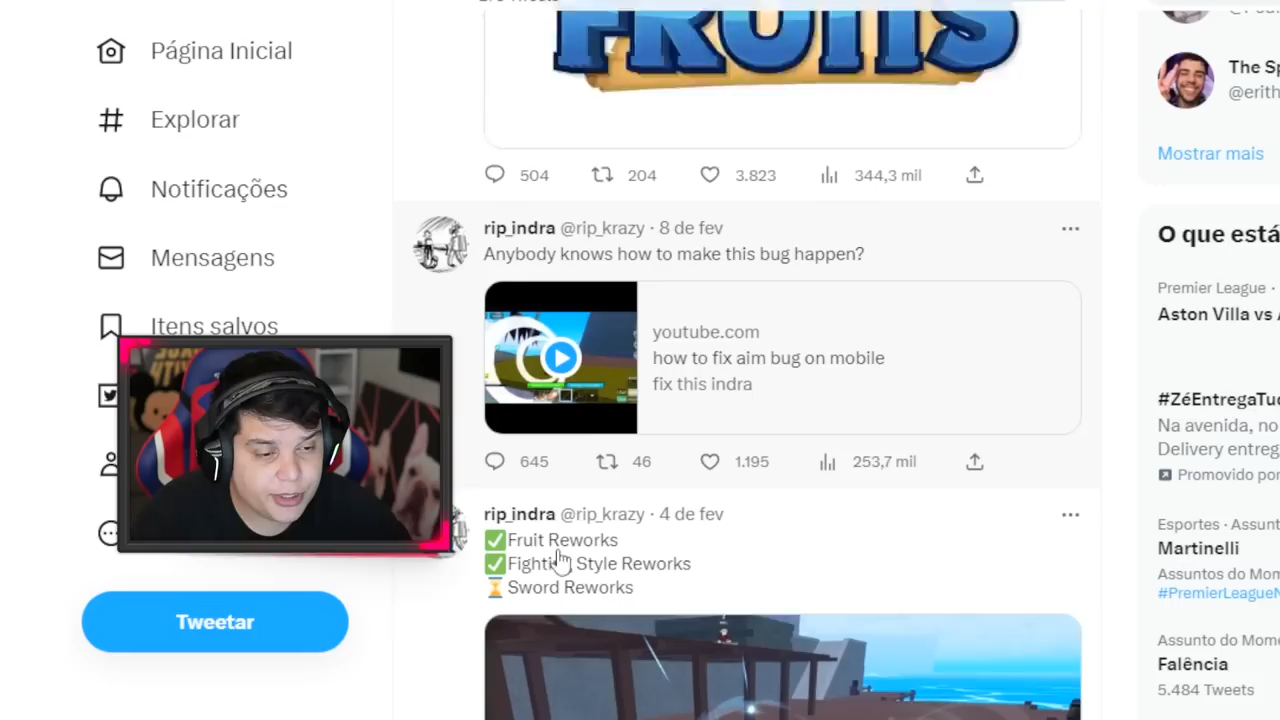 Página Inicial
Explorar
Notificações
Mensagens
Itens salvos
Tweetar
FRUITS
504 204 3.823 344,3 mil
rip_indra @rip_krazy · 8 de fev
Anybody knows how to make this bug happen?
youtube.com
how to fix aim bug on mobile
fix this indra
645 46 1.195 253,7 mil
rip_indra @rip_krazy · 4 de fev
✅Fruit Reworks
✅Fighting Style Reworks
⏳Sword Reworks
The Sp
@erith
Mostrar mais
O que está
Premier League ·
Aston Villa vs A
#ZéEntregaTud
Na avenida, no
Delivery entreg
Promovido por
Esportes · Assunt
Martinelli
Assuntos do Mom
#PremierLeagueN
Assunto do Mome
Falência
5.484 Tweets